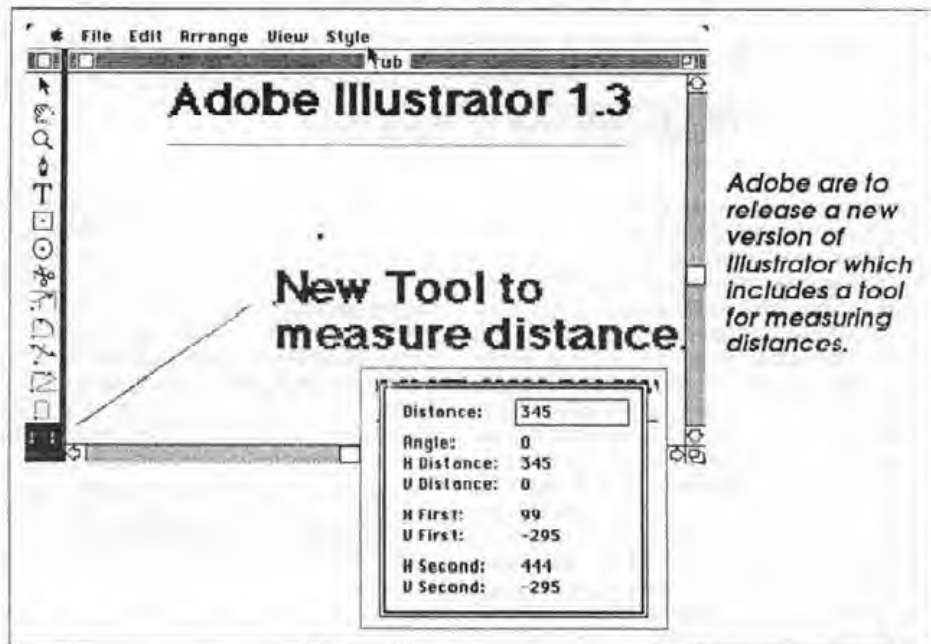 File Edit Arrange View Style
rub
Adobe Illustrator 1.3
T
New Tool to
measure distance.
Distance: 345
Angle: 0
H Distance: 345
V Distance: 0
H First: 99
V First: -295
H Second: 444
V Second: -295
Adobe are to
release a new
version of
Illustrator which
includes a tool
for measuring
distances.